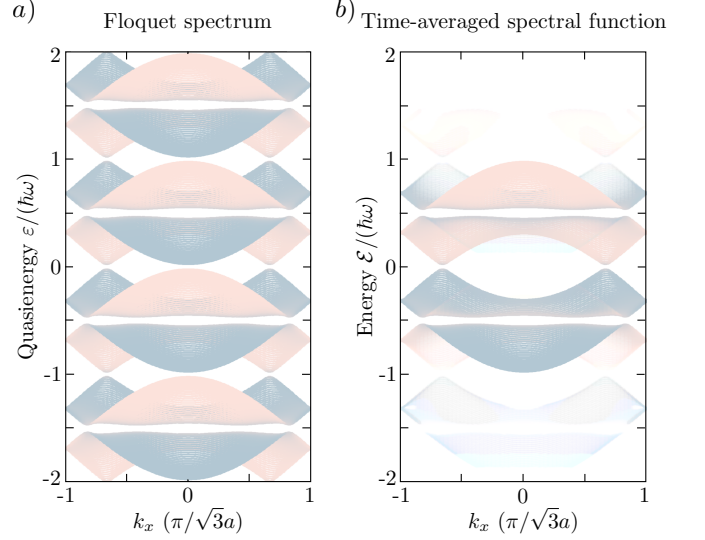 a)
Floquet spectrum
b)
Time-averaged spectral function
2
1
0
-1
-2
-1
0
1
Quasienergy ε/(ħω)
k_x (π/√3a)
2
1
0
-1
-2
-1
0
1
Energy ℰ/(ħω)
k_x (π/√3a)